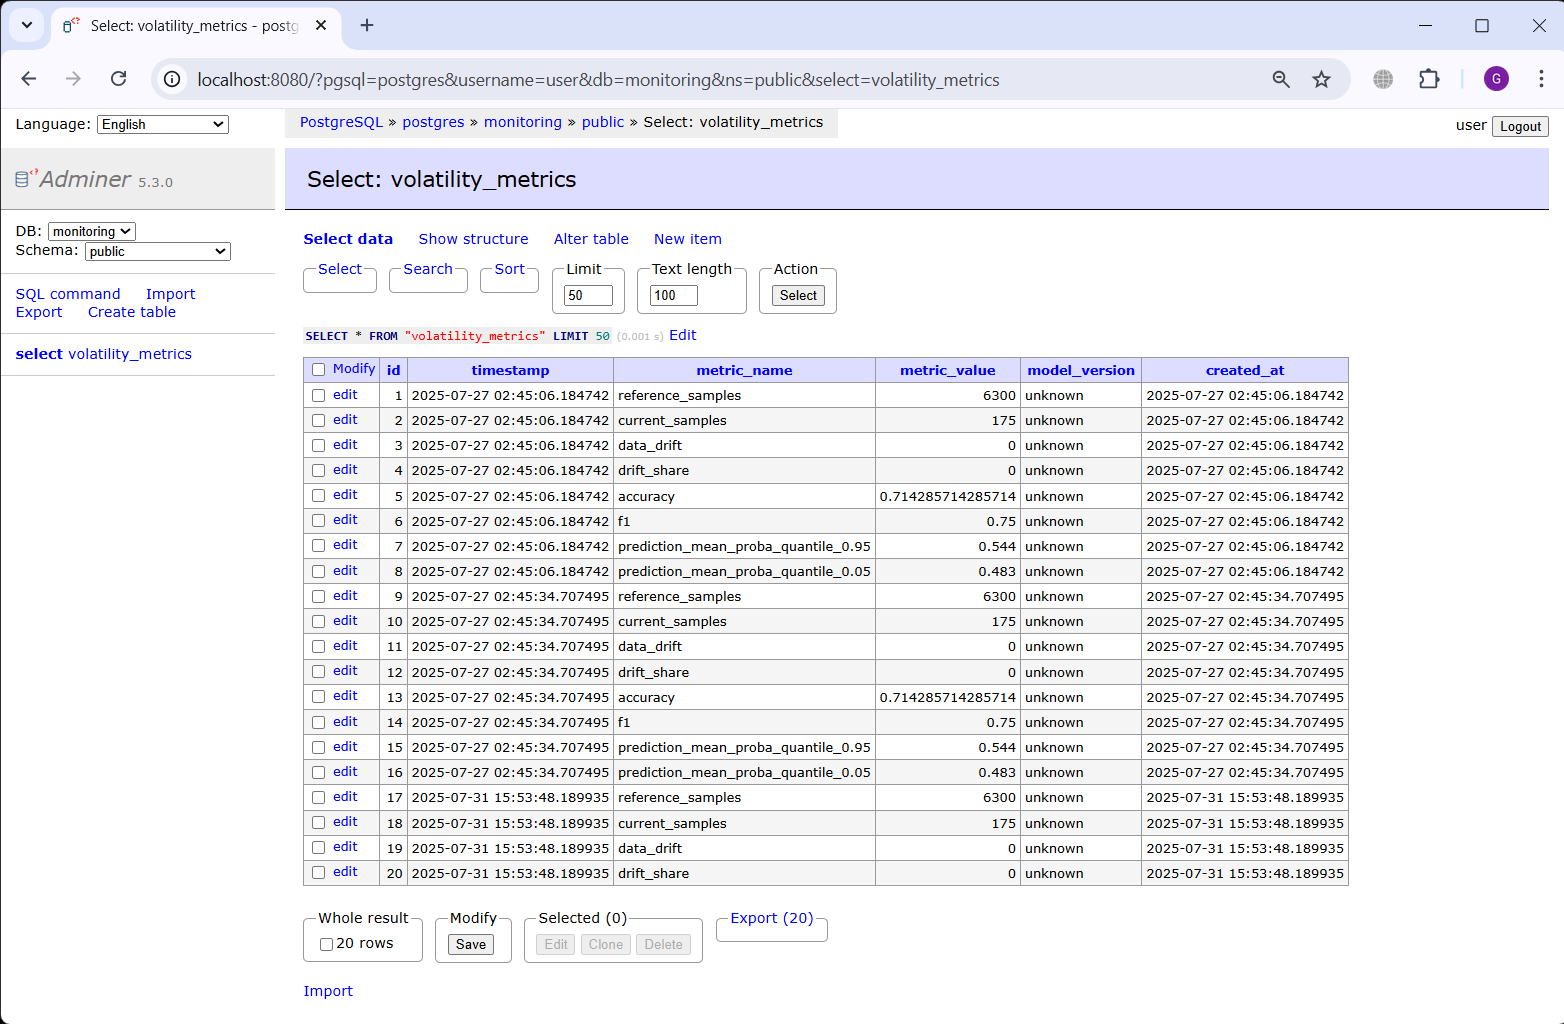 Select: volatility_metrics - postg
localhost:8080/?pgsql=postgres&username=user&db=monitoring&ns=public&select=volatility_metrics
G
Language: English
PostgreSQL » postgres » monitoring » public » Select: volatility_metrics
user Logout
Adminer 5.3.0
Select: volatility_metrics
DB: monitoring
Schema: public
SQL command Import
Export Create table
select volatility_metrics
Select data Show structure Alter table New item
Select Search Sort Limit Text length Action
50 100 Select
SELECT * FROM "volatility_metrics" LIMIT 50 (0.001 s) Edit
Modify id timestamp metric_name metric_value model_version created_at
edit 1 2025-07-27 02:45:06.184742 reference_samples 6300 unknown 2025-07-27 02:45:06.184742
edit 2 2025-07-27 02:45:06.184742 current_samples 175 unknown 2025-07-27 02:45:06.184742
edit 3 2025-07-27 02:45:06.184742 data_drift 0 unknown 2025-07-27 02:45:06.184742
edit 4 2025-07-27 02:45:06.184742 drift_share 0 unknown 2025-07-27 02:45:06.184742
edit 5 2025-07-27 02:45:06.184742 accuracy 0.714285714285714 unknown 2025-07-27 02:45:06.184742
edit 6 2025-07-27 02:45:06.184742 f1 0.75 unknown 2025-07-27 02:45:06.184742
edit 7 2025-07-27 02:45:06.184742 prediction_mean_proba_quantile_0.95 0.544 unknown 2025-07-27 02:45:06.184742
edit 8 2025-07-27 02:45:06.184742 prediction_mean_proba_quantile_0.05 0.483 unknown 2025-07-27 02:45:06.184742
edit 9 2025-07-27 02:45:34.707495 reference_samples 6300 unknown 2025-07-27 02:45:34.707495
edit 10 2025-07-27 02:45:34.707495 current_samples 175 unknown 2025-07-27 02:45:34.707495
edit 11 2025-07-27 02:45:34.707495 data_drift 0 unknown 2025-07-27 02:45:34.707495
edit 12 2025-07-27 02:45:34.707495 drift_share 0 unknown 2025-07-27 02:45:34.707495
edit 13 2025-07-27 02:45:34.707495 accuracy 0.714285714285714 unknown 2025-07-27 02:45:34.707495
edit 14 2025-07-27 02:45:34.707495 f1 0.75 unknown 2025-07-27 02:45:34.707495
edit 15 2025-07-27 02:45:34.707495 prediction_mean_proba_quantile_0.95 0.544 unknown 2025-07-27 02:45:34.707495
edit 16 2025-07-27 02:45:34.707495 prediction_mean_proba_quantile_0.05 0.483 unknown 2025-07-27 02:45:34.707495
edit 17 2025-07-31 15:53:48.189935 reference_samples 6300 unknown 2025-07-31 15:53:48.189935
edit 18 2025-07-31 15:53:48.189935 current_samples 175 unknown 2025-07-31 15:53:48.189935
edit 19 2025-07-31 15:53:48.189935 data_drift 0 unknown 2025-07-31 15:53:48.189935
edit 20 2025-07-31 15:53:48.189935 drift_share 0 unknown 2025-07-31 15:53:48.189935
Whole result Modify Selected (0) Export (20)
20 rows Save Edit Clone Delete
Import